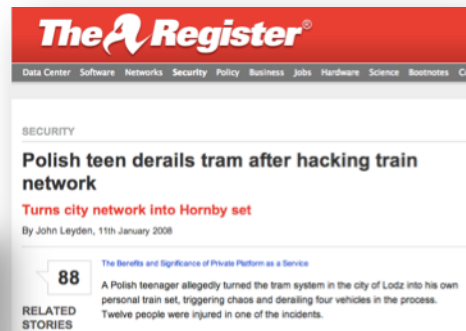 The Register®
Data Center Software Networks Security Policy Business Jobs Hardware Science Bootnotes
SECURITY
Polish teen derails tram after hacking train
network
Turns city network into Hornby set
By John Leyden, 11th January 2008
88
The Benefits and Significance of Private Platform as a Service
A Polish teenager allegedly turned the tram system in the city of Lodz into his own
personal train set, triggering chaos and derailing four vehicles in the process.
Twelve people were injured in one of the incidents.
RELATED
STORIES